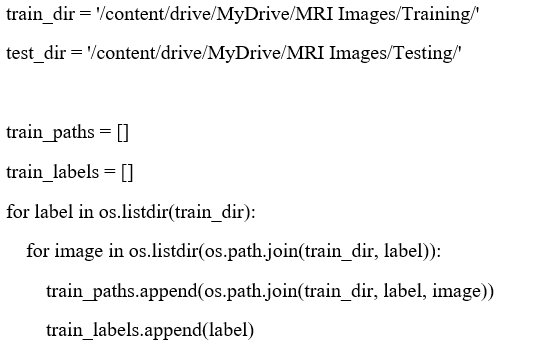 train_dir = '/content/drive/MyDrive/MRI Images/Training/'
test_dir = '/content/drive/MyDrive/MRI Images/Testing/'
train_paths = []
train_labels = []
for label in os.listdir(train_dir):
    for image in os.listdir(os.path.join(train_dir, label)):
        train_paths.append(os.path.join(train_dir, label, image))
        train_labels.append(label)